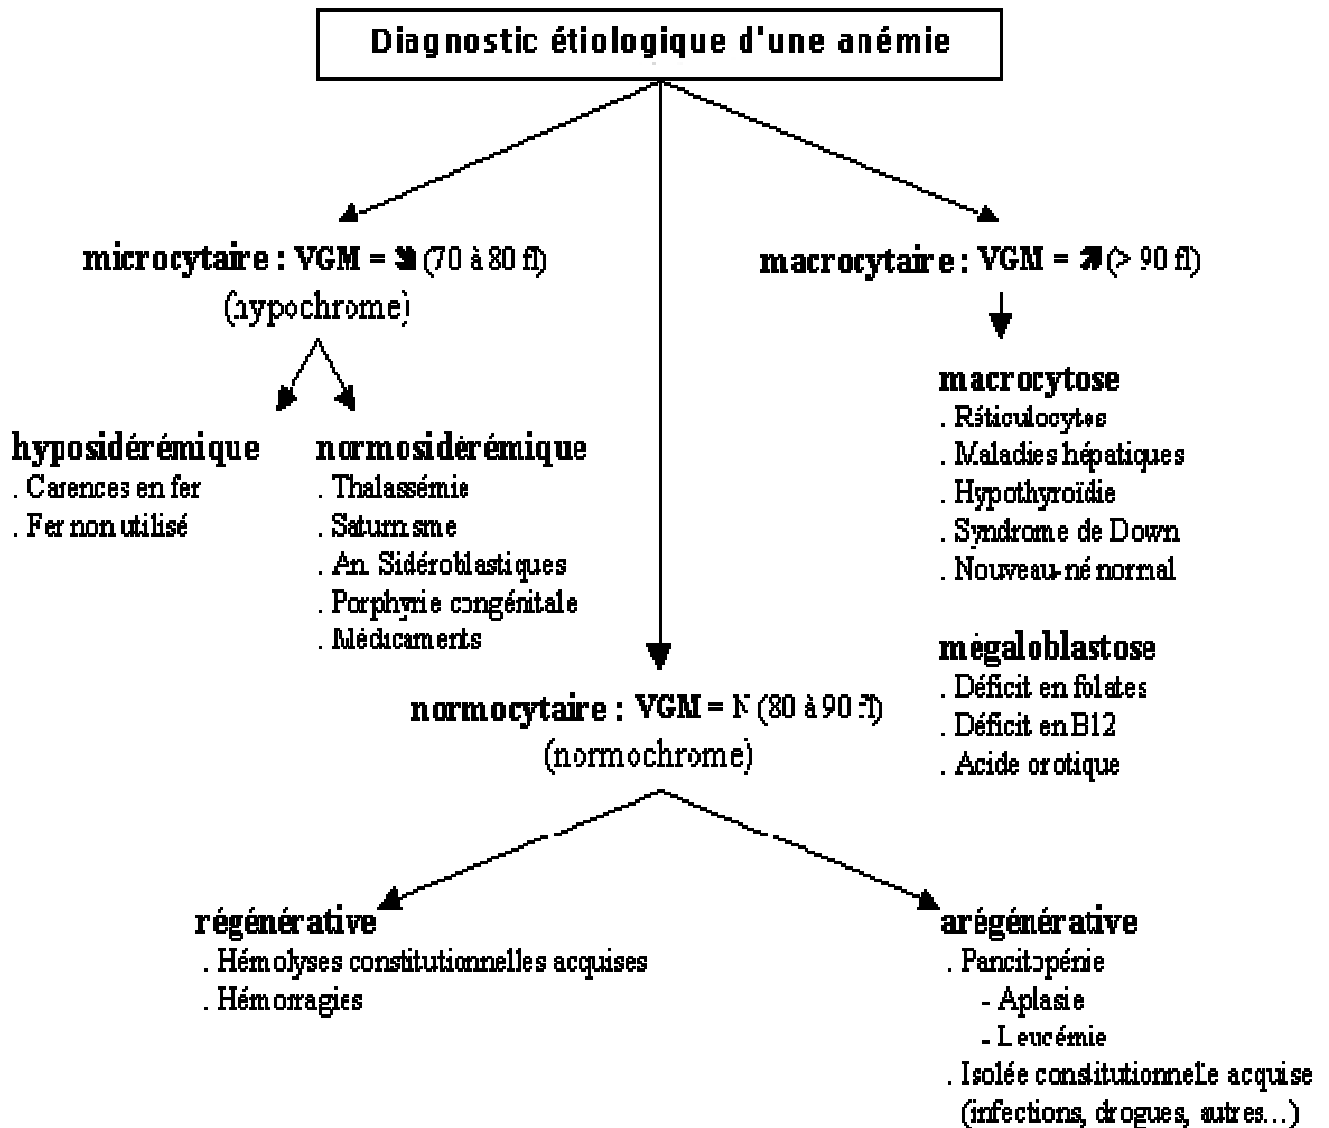 Diagnostic étiologique d'une anémie
microcytaire : VGM = (70 à 80 fl)
(hypochrome)
macrocytaire : VGM = (> 90 fl)
hyposidérémique
. Carences en fer
. Fer non utilisé
normosidérémique
. Thalassémie
. Saturnisme
. An. Sidéroblastiques
. Porphyrie congénitale
. Médicaments
macrocytose
. Réticulocytes
. Maladies hépatiques
. Hypothyroïdie
. Syndrome de Down
. Nouveau-né normal
mégaloblastose
. Déficit en folates
. Déficit en B12
. Acide orotique
normocytaire : VGM = N (80 à 90 fl)
(normochrome)
régénérative
. Hémolyses constitutionnelles acquises
. Hémorragies
arégénérative
. Pancitopénie
- Aplasie
- Leucémie
. Isolée constitutionnelle acquise
(infections, drogues, autres...)